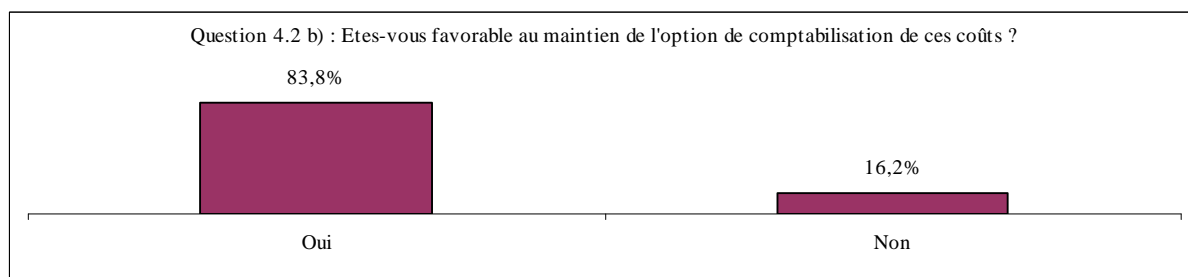 Question 4.2 b) : Etes-vous favorable au maintien de l'option de comptabilisation de ces coûts ?
83,8%
16,2%
Oui
Non